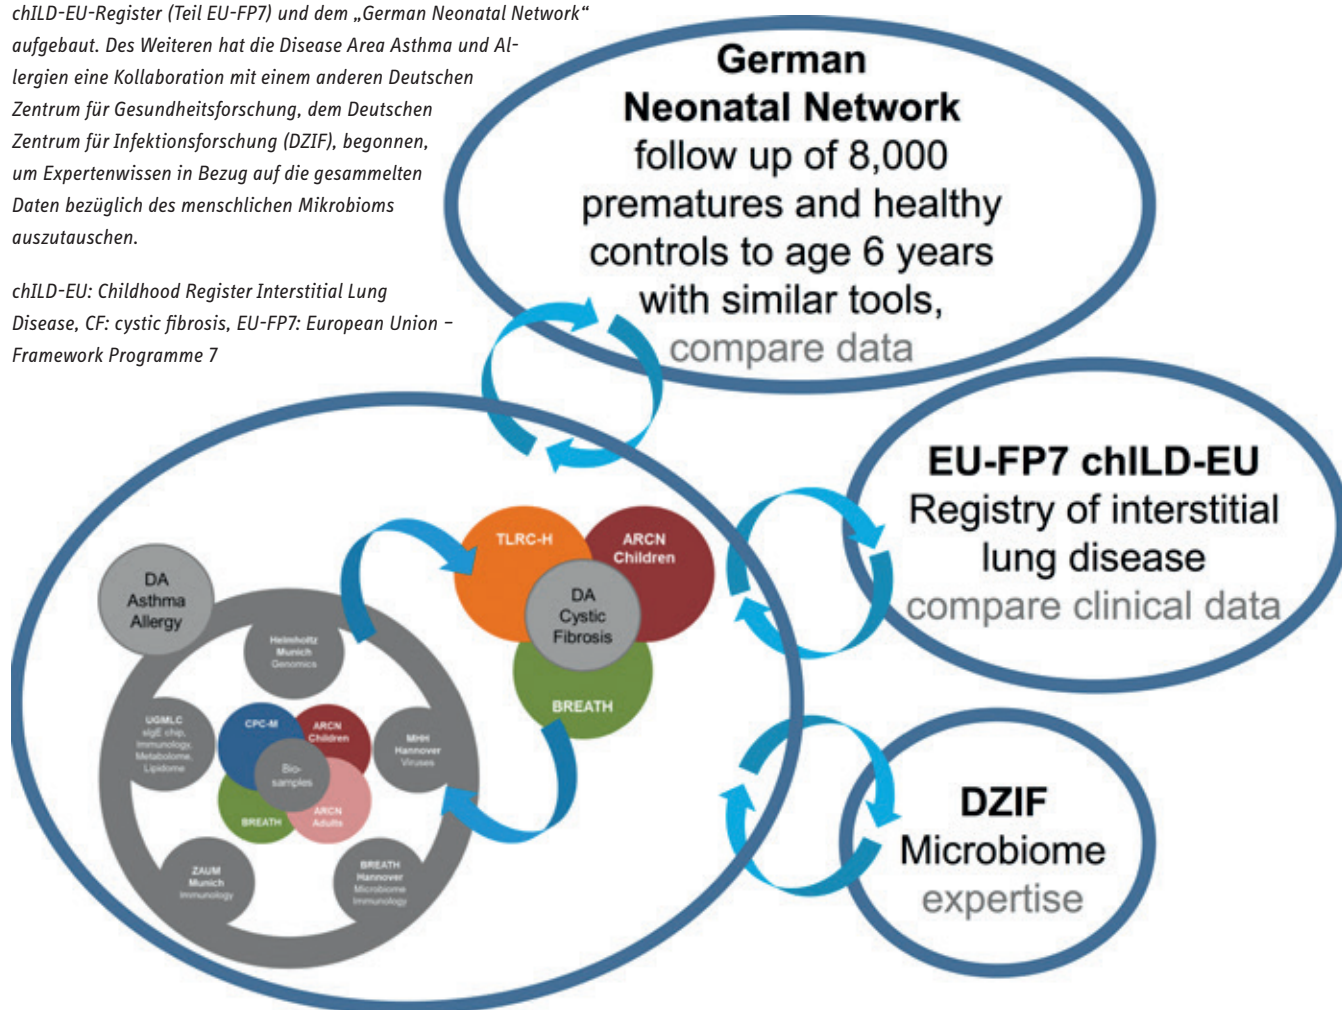 chILD-EU-Register (Teil EU-FP7) und dem „German Neonatal Network“
aufgebaut. Des Weiteren hat die Disease Area Asthma und Al-
lergien eine Kollaboration mit einem anderen Deutschen
Zentrum für Gesundheitsforschung, dem Deutschen
Zentrum für Infektionsforschung (DZIF), begonnen,
um Expertenwissen in Bezug auf die gesammelten
Daten bezüglich des menschlichen Mikrobioms
auszutauschen.
chILD-EU: Childhood Register Interstitial Lung
Disease, CF: cystic fibrosis, EU-FP7: European Union –
Framework Programme 7
German
Neonatal Network
follow up of 8,000
prematures and healthy
controls to age 6 years
with similar tools,
compare data
EU-FP7 chILD-EU
Registry of interstitial
lung disease
compare clinical data
DZIF
Microbiome
expertise
TLRC-H
ARCN
Children
DA
Cystic
Fibrosis
BREATH
DA
Asthma
Allergy
Helmholtz
Munich
Genomics
UGMLC
sIgE chip,
Immunology,
Metabolome,
Lipidome
CPC-M
ARCN
Children
Bio-
samples
BREATH
ARCN
Adults
MHH
Hannover
Viruses
ZAUM
Munich
Immunology
BREATH
Hannover
Microbiome
Immunology